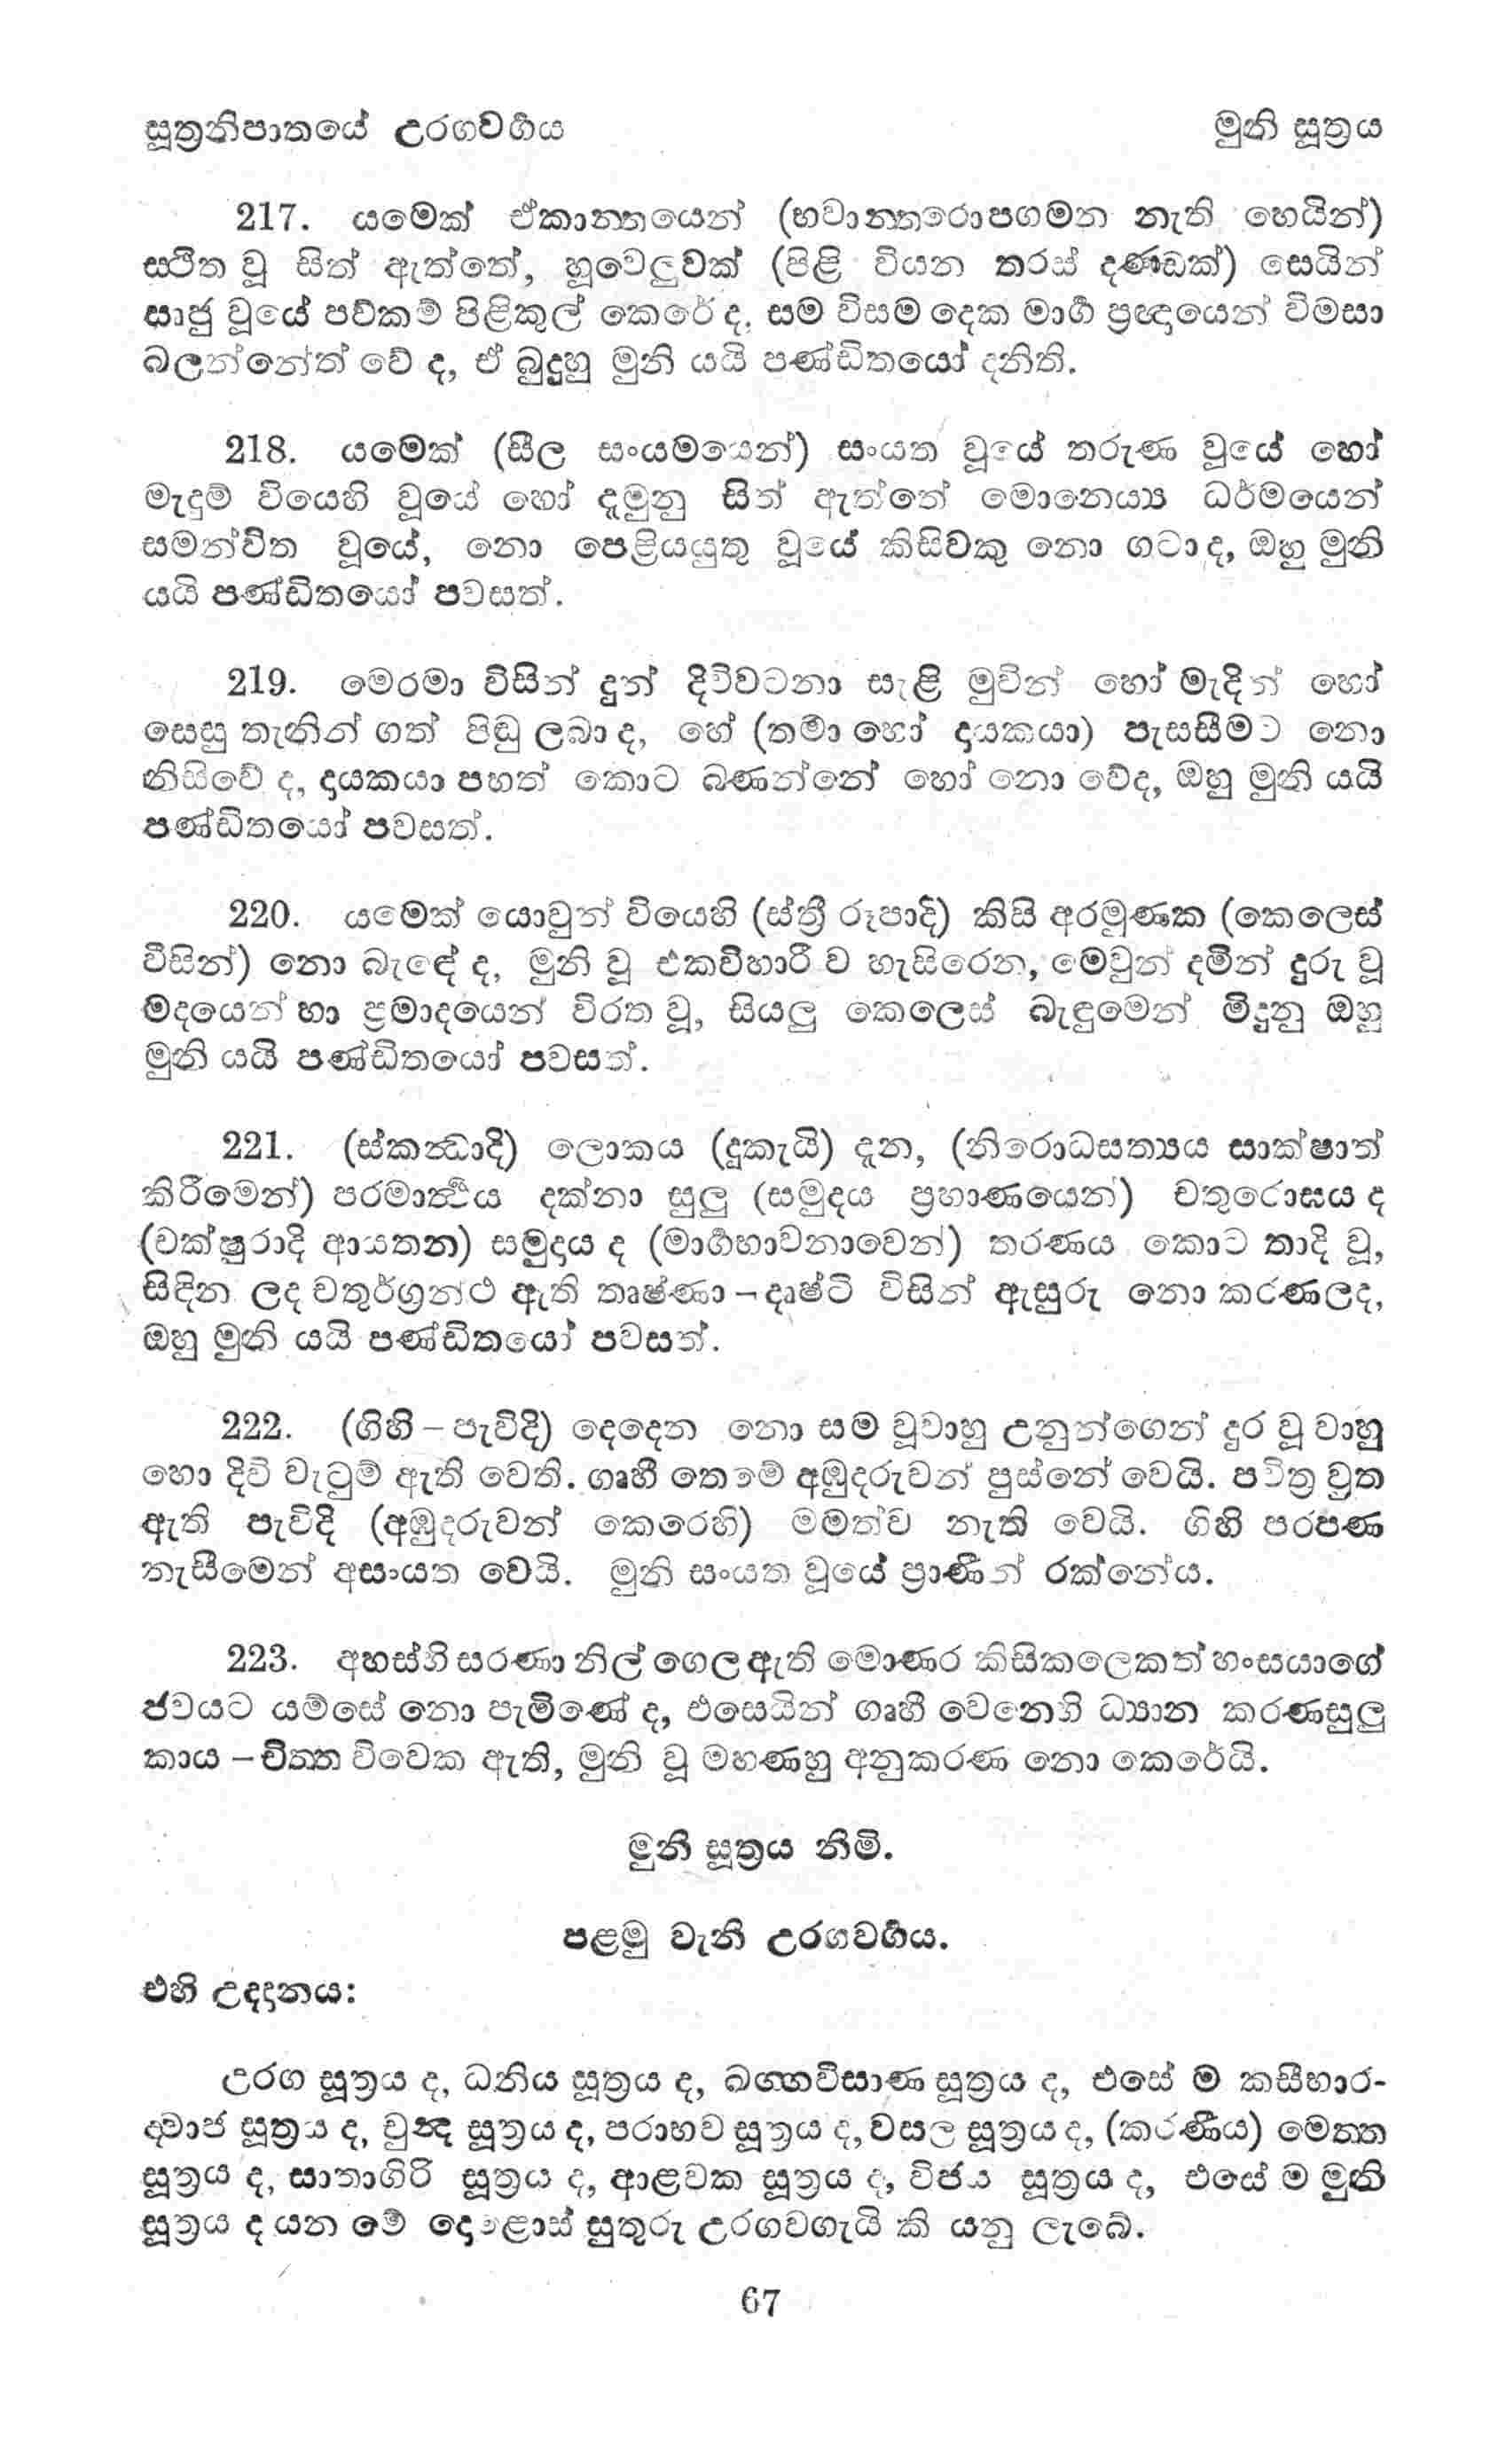 සූත්‍රනිපාතයේ උරගවර්‍ගය
මුනි සූත්‍රය
217. යමෙක් ඒකාන්තයෙන් (භවාන්තරොපගමන නැති හෙයින්)
ස්ථිත වූ සිත් ඇත්තේ, හූවෙලුවක් (පිළි වියන තරස් දණ්ඩක්) සෙයින්
සෘජු වූයේ පව්කම් පිළිකුල් කෙරේ ද, සම විසම දෙක මාර්‍ග ප්‍රඥායෙන් විමසා
බලන්නේත් වේ ද, ඒ බුදුහු මුනි යයි පණ්ඩිතයෝ දනිති.
218. යමෙක් (සීල සංයමයෙන්) සංයත වූයේ තරුණ වූයේ හෝ
මැදුම් වියෙහි වූයේ හෝ දැමුනු සිත් ඇත්තේ මොනෙය්‍ය ධර්මයෙන්
සමන්විත වූයේ, නො පෙළියයුතු වූයේ කිසිවකු නො ගටා ද, ඔහු මුනි
යයි පණ්ඩිතයෝ පවසත්.
219. මෙරමා විසින් දුන් දිවිවටනා සැළි මුවින් හෝ මැදින් හෝ
සෙසු තැනින් ගත් පිඬු ලබා ද, හේ (තමා හෝ දායකයා) පැසසීමට නො
නිසිවේ ද, දායකයා පහත් කොට බණන්නේ හෝ නො වේද, ඔහු මුනි යයි
පණ්ඩිතයෝ පවසත්.
220. යමෙක් යොවුන් වියෙහි (ස්ත්‍රී රූපාදි) කිසි අරමුණක (කෙලෙස්
විසින්) නො බැඳේ ද, මුනි වූ එකවිහාරී ව හැසිරෙන, මෙවුන් දමින් දුරු වූ
මදයෙන් හා ප්‍රමාදයෙන් විරත වූ, සියලු කෙලෙස් බැඳුමෙන් මිදුනු ඔහු
මුනි යයි පණ්ඩිතයෝ පවසත්.
221. (ස්කන්ධාදි) ලොකය (දුකැයි) දැන, (නිරොධසත්‍යය සාක්ෂාත්
කිරීමෙන්) පරමාර්‍ත්‍ථය දක්නා සුලු (සමුදය ප්‍රහාණයෙන්) චතුරොඝය ද
(චක්ෂුරාදි ආයතන) සමුද්‍රය ද (මාර්‍ගභාවනාවෙන්) තරණය කොට තාදි වූ,
සිඳින ලද චතුර්ග්‍රන්ථ ඇති තෘෂ්ණා – දෘෂ්ටි විසින් ඇසුරු නො කරණලද,
ඔහු මුනි යයි පණ්ඩිතයෝ පවසත්.
222. (ගිහි – පැවිදි) දෙදෙන නො සම වූවාහු උනුන්ගෙන් දුර වූ වාහු
හො දිවි වැටුම් ඇති වෙති. ගෘහී තෙමේ අඹුදරුවන් පුස්නේ වෙයි. පවිත්‍ර ව්‍රත
ඇති පැවිදි (අඹුදරුවන් කෙරෙහි) මමත්ව නැති වෙයි. ගිහි පරපණ
නැසීමෙන් අසංයත වෙයි. මුනි සංයත වූයේ ප්‍රාණීන් රක්නේය.
223. අහස්හි සරණා නිල් ගෙල ඇති මොණර කිසිකලෙකත් හංසයාගේ
ජවයට යම්සේ නො පැමිණේ ද, එසෙයින් ගෘහී වෙනෙහි ධ්‍යාන කරණසුලු
කාය – චිත්ත විවෙක ඇති, මුනි වූ මහණහු අනුකරණ නො කෙරෙයි.
මුනි සූත්‍රය නිමි.
පළමු වැනි උරගවර්‍ගය.
එහි උද්දානය:
උරග සූත්‍රය ද, ධනිය සූත්‍රය ද, ඛග්ගවිසාණ සූත්‍රය ද, එසේ ම කසීභාර-
ද්වාජ සූත්‍රය ද, චුන්ද සූත්‍රය ද, පරාභව සූත්‍රය ද, වසල සූත්‍රය ද, (කරණීය) මෙත්ත
සූත්‍රය ද, සාතාගිරි සූත්‍රය ද, ආළවක සූත්‍රය ද, විජය සූත්‍රය ද, එසේ ම මුනි
සූත්‍රය ද යන මේ දොළොස් සුතුරු උරගවගැයි කි යනු ලැබේ.
67